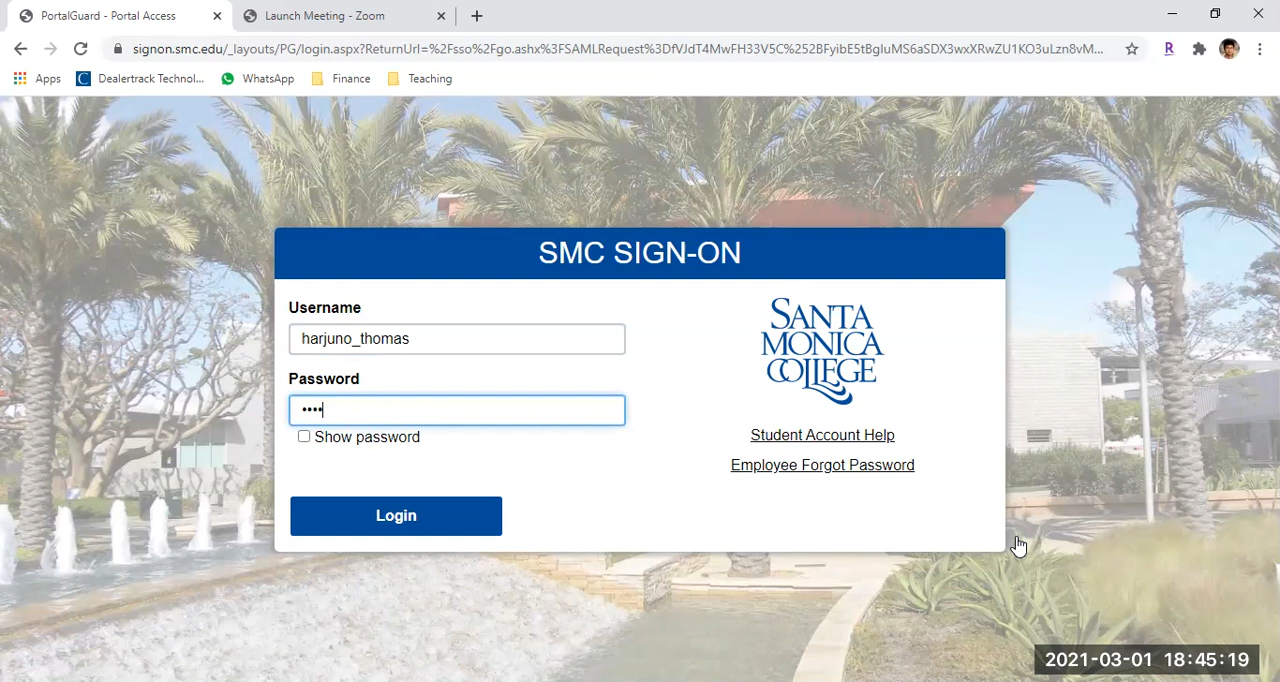 PortalGuard - Portal Access
Launch Meeting - Zoom
signon.smc.edu/_layouts/PG/login.aspx?ReturnUrl=%2Fsso%2Fgo.ashx%3FSAMLRequest%3DfVJdT4MwFH33V5C%252BFyibE5tBgluMS6aSDX3wxXRwZU1KO3uLzn8vM...
Apps
Dealertrack Technol...
WhatsApp
Finance
Teaching
SMC SIGN-ON
Username
harjuno_thomas
Password
••••
Show password
Login
SANTA
MONICA
COLLEGE
Student Account Help
Employee Forgot Password
2021-03-01 18:45:19